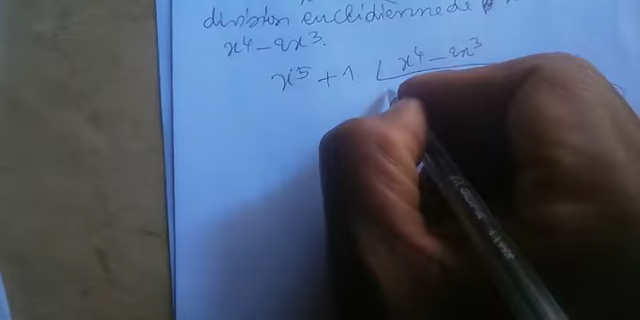 division euclidienne de P
x⁴ - 2x³.
x⁵ + 1 x⁴ - 2x³